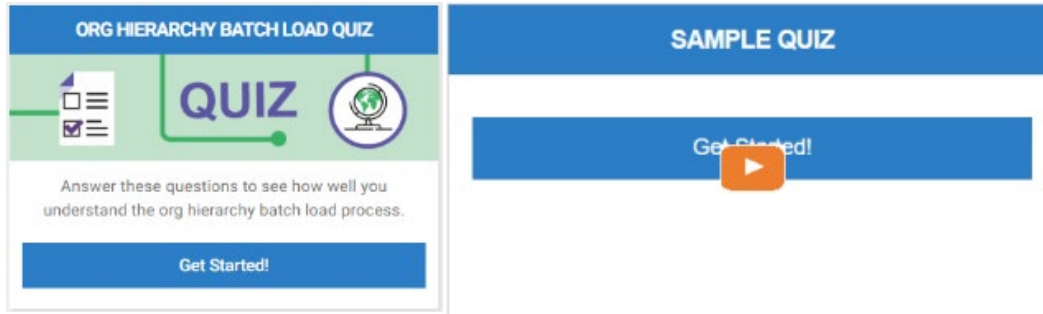 ORG HIERARCHY BATCH LOAD QUIZ
QUIZ
Answer these questions to see how well you
understand the org hierarchy batch load process.
Get Started!
SAMPLE QUIZ
Get Started!